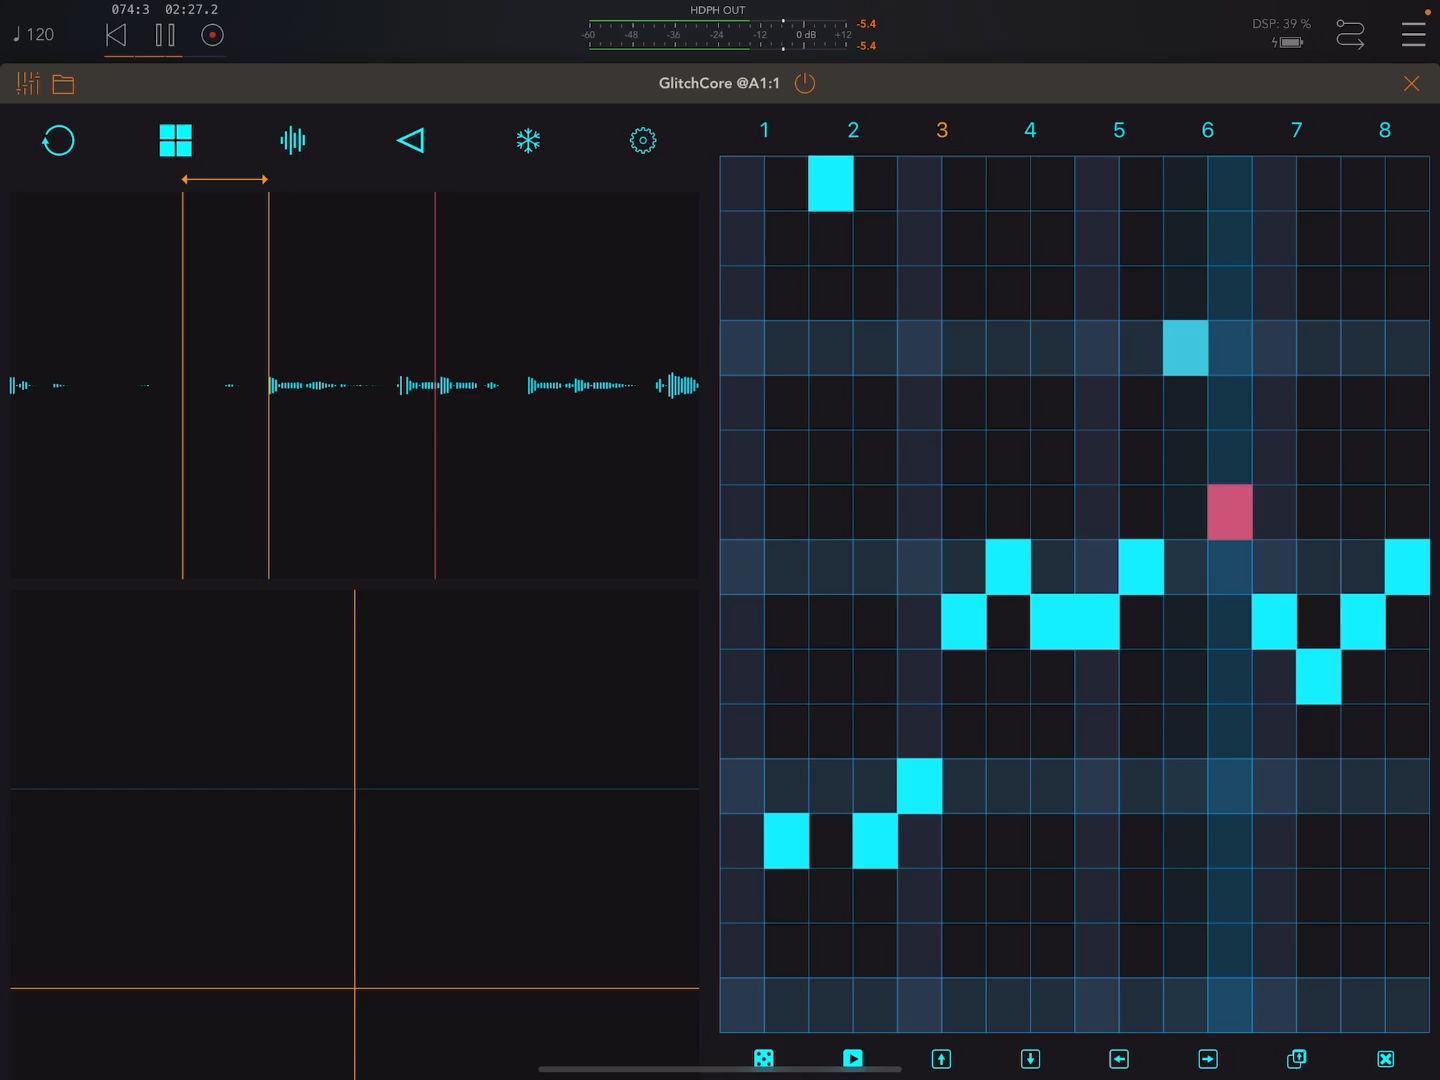 074:3 02:27.2
♩120
HDPH OUT
-60 -48 -36 -24 -12 0 dB +12
-5.4
-5.4
DSP: 39 %
GlitchCore @A1:1
1 2 3 4 5 6 7 8